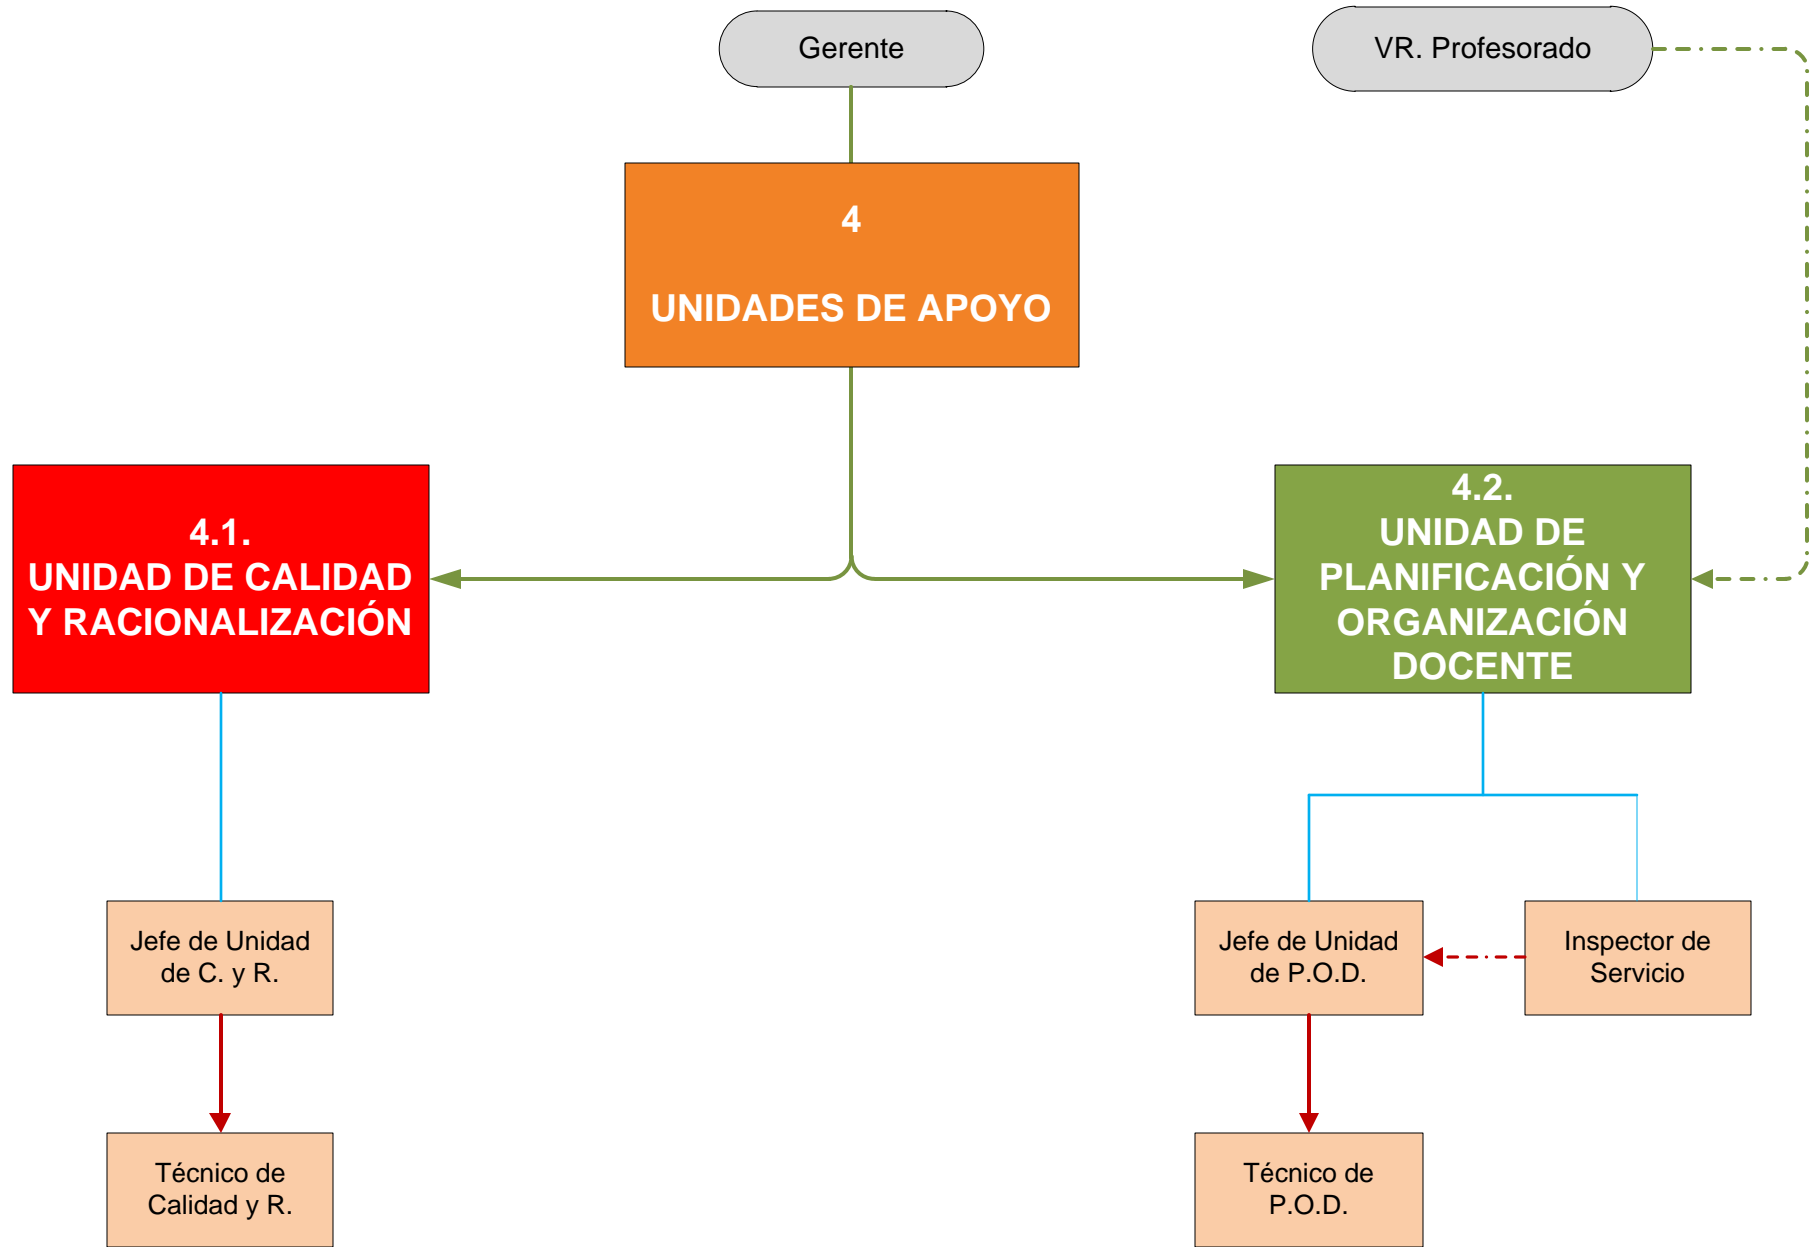 Gerente
VR. Profesorado
4
UNIDADES DE APOYO
4.1.
UNIDAD DE CALIDAD
Y RACIONALIZACIÓN
4.2.
UNIDAD DE
PLANIFICACIÓN Y
ORGANIZACIÓN
DOCENTE
Jefe de Unidad
de C. y R.
Jefe de Unidad
de P.O.D.
Inspector de
Servicio
Técnico de
Calidad y R.
Técnico de
P.O.D.